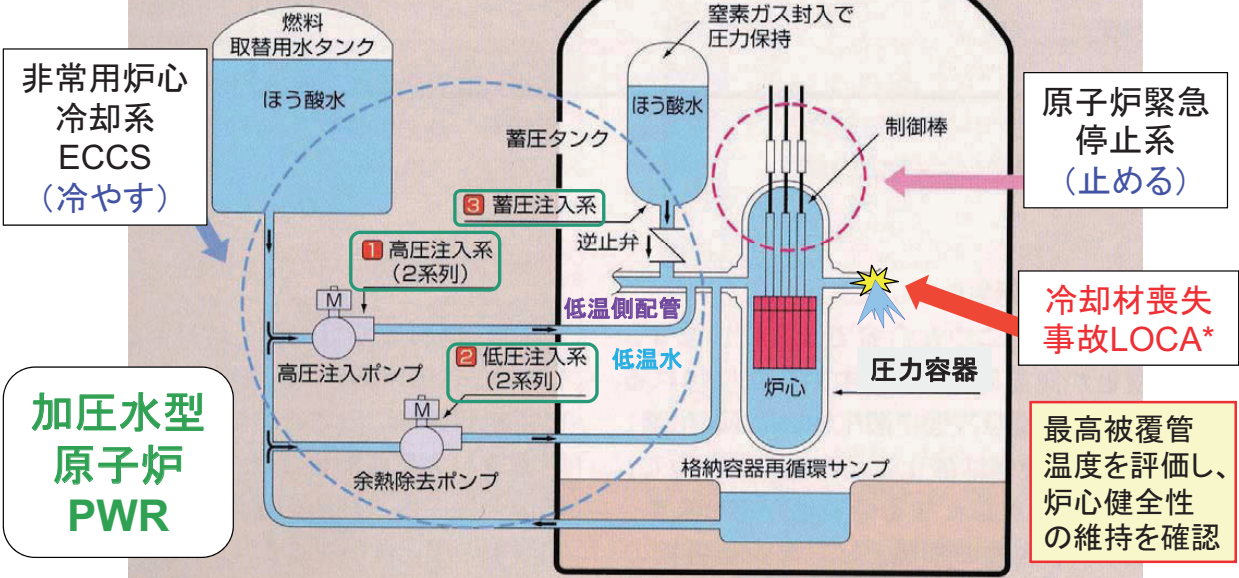 燃料
取替用水タンク
ほう酸水
非常用炉心
冷却系
ECCS
(冷やす)
窒素ガス封入で
圧力保持
ほう酸水
蓄圧タンク
制御棒
原子炉緊急
停止系
(止める)
3 蓄圧注入系
逆止弁
1 高圧注入系
(2系列)
M
低温側配管
高圧注入ポンプ
2 低圧注入系
(2系列)
低温水
M
余熱除去ポンプ
炉心
圧力容器
冷却材喪失
事故LOCA*
格納容器再循環サンプ
加圧水型
原子炉
PWR
最高被覆管
温度を評価し、
炉心健全性
の維持を確認